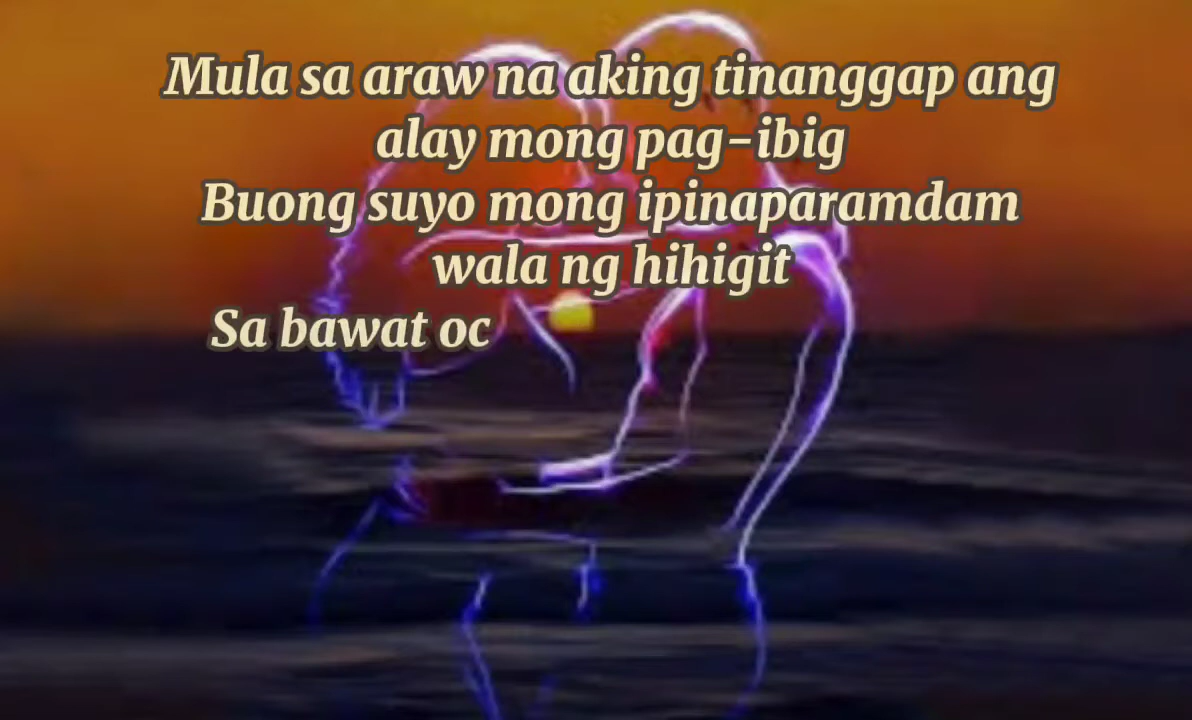 Mula sa araw na aking tinanggap ang
alay mong pag-ibig
Buong suyo mong ipinaparamdam
wala ng hihigit
Sa bawat oc